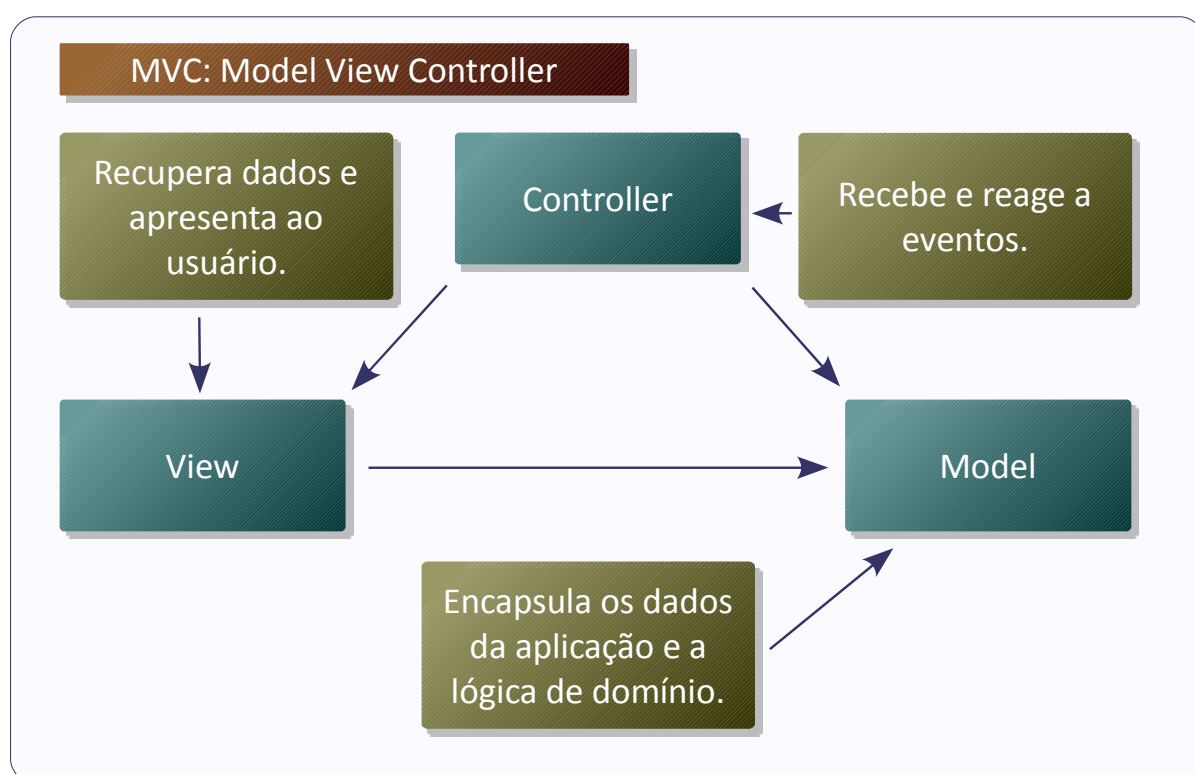 MVC: Model View Controller
Recupera dados e
apresenta ao
usuário.
Controller
Recebe e reage a
eventos.
View
Model
Encapsula os dados
da aplicação e a
lógica de domínio.